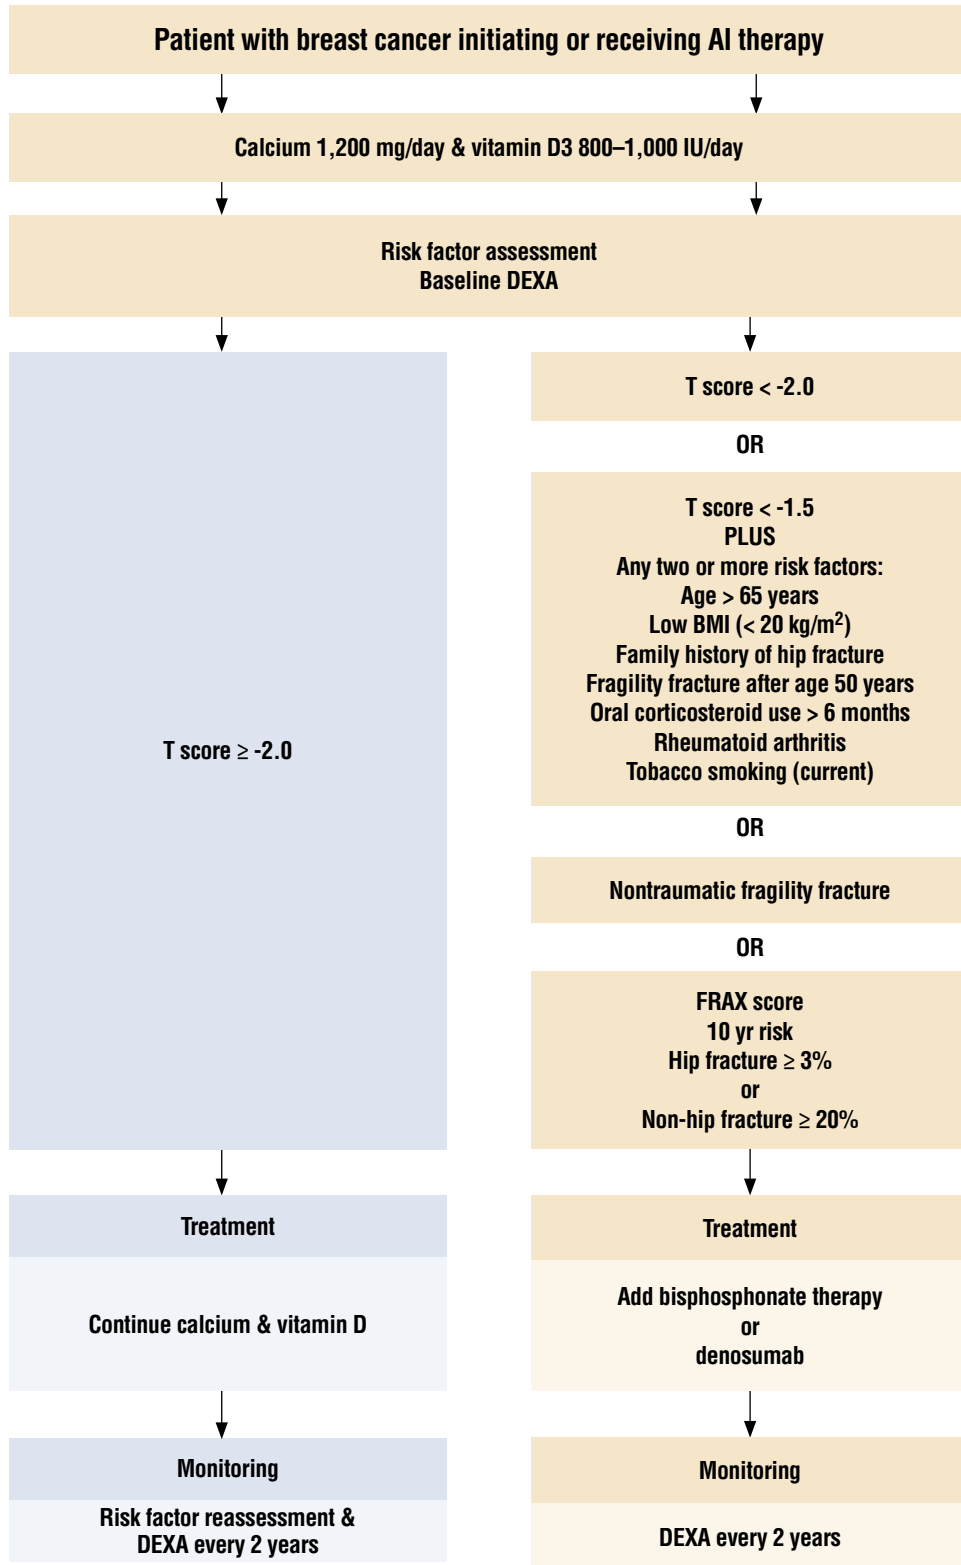 Patient with breast cancer initiating or receiving AI therapy
Calcium 1,200 mg/day & vitamin D3 800–1,000 IU/day
Risk factor assessment
Baseline DEXA
T score ≥ -2.0
Treatment
Continue calcium & vitamin D
Monitoring
Risk factor reassessment &
DEXA every 2 years
T score < -2.0
OR
T score < -1.5
PLUS
Any two or more risk factors:
Age > 65 years
Low BMI (< 20 kg/m²)
Family history of hip fracture
Fragility fracture after age 50 years
Oral corticosteroid use > 6 months
Rheumatoid arthritis
Tobacco smoking (current)
OR
Nontraumatic fragility fracture
OR
FRAX score
10 yr risk
Hip fracture ≥ 3%
or
Non-hip fracture ≥ 20%
Treatment
Add bisphosphonate therapy
or
denosumab
Monitoring
DEXA every 2 years